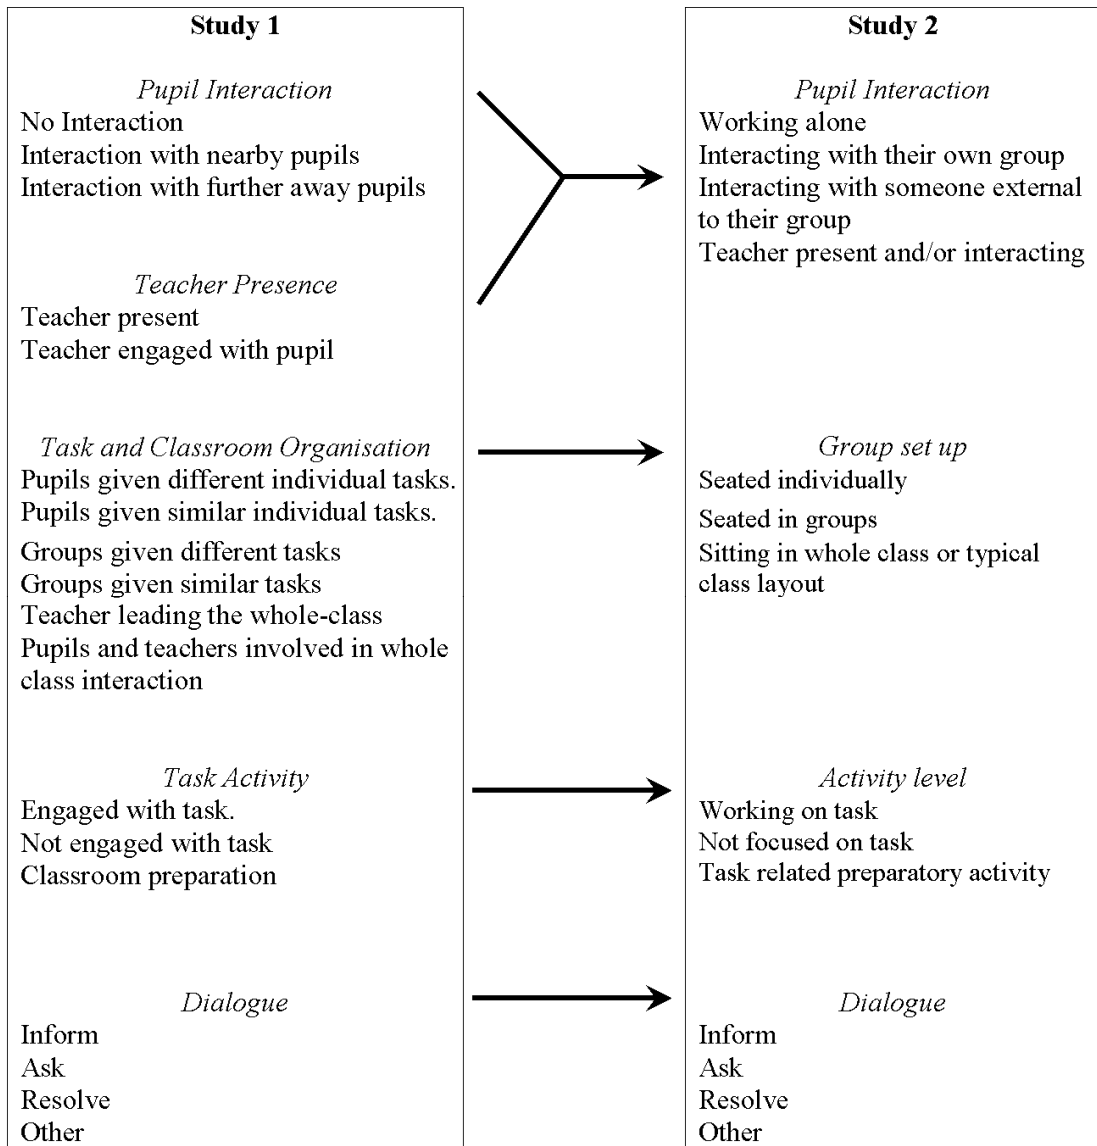 Study 1
Pupil Interaction
No Interaction
Interaction with nearby pupils
Interaction with further away pupils
Teacher Presence
Teacher present
Teacher engaged with pupil
Task and Classroom Organisation
Pupils given different individual tasks.
Pupils given similar individual tasks.
Groups given different tasks
Groups given similar tasks
Teacher leading the whole-class
Pupils and teachers involved in whole
class interaction
Task Activity
Engaged with task.
Not engaged with task
Classroom preparation
Dialogue
Inform
Ask
Resolve
Other
Study 2
Pupil Interaction
Working alone
Interacting with their own group
Interacting with someone external
to their group
Teacher present and/or interacting
Group set up
Seated individually
Seated in groups
Sitting in whole class or typical
class layout
Activity level
Working on task
Not focused on task
Task related preparatory activity
Dialogue
Inform
Ask
Resolve
Other